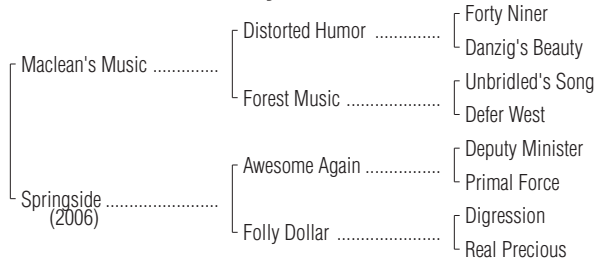 Forty Niner
Distorted Humor ..............
Danzig's Beauty
Maclean's Music ..............
Unbridled's Song
Forest Music .................
Defer West
Deputy Minister
Awesome Again ................
Primal Force
Springside ........................
(2006)
Digression
Folly Dollar ...................
Real Precious